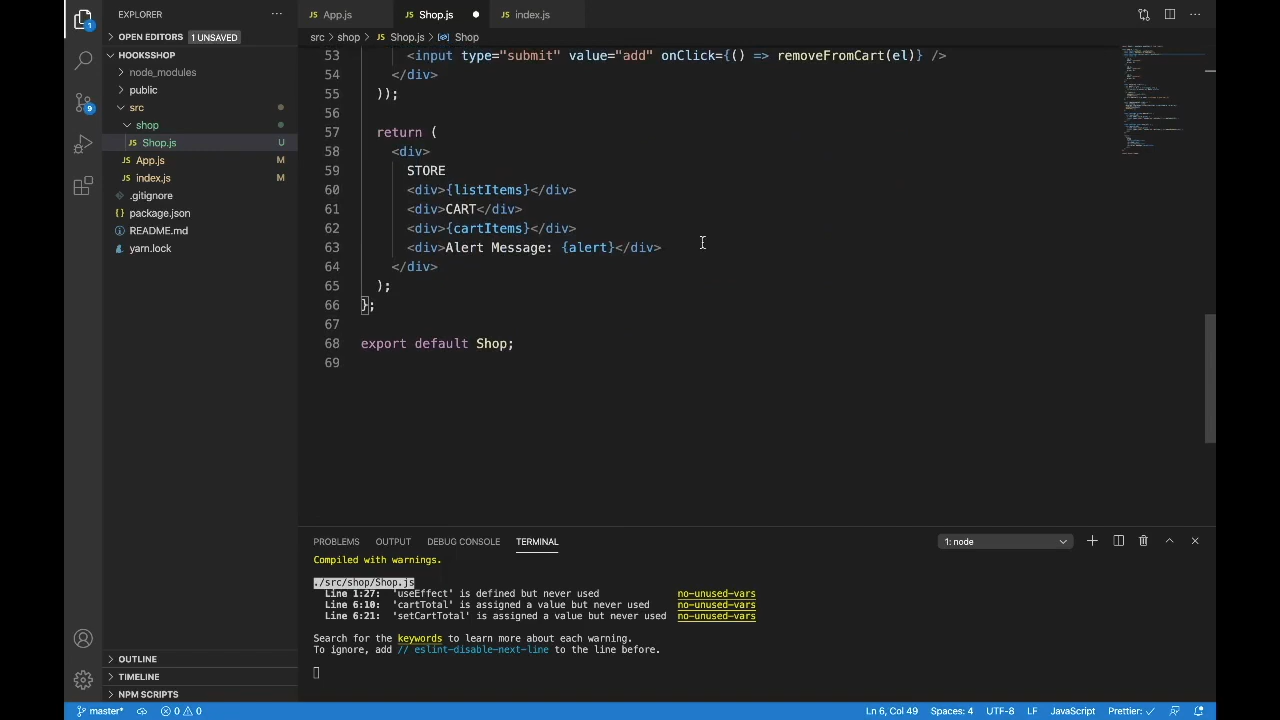 EXPLORER
App.js
Shop.js
index.js
OPEN EDITORS 1 UNSAVED
src > shop > Shop.js > Shop
HOOKSSHOP
node_modules
public
src
shop
Shop.js U
App.js M
index.js M
.gitignore
package.json
README.md
yarn.lock
53 <input type="submit" value="add" onClick={() => removeFromCart(el)} />
54 </div>
55 ));
56
57 return (
58 <div>
59 STORE
60 <div>{listItems}</div>
61 <div>CART</div>
62 <div>{cartItems}</div>
63 <div>Alert Message: {alert}</div>
64 </div>
65 );
66 };
67
68 export default Shop;
69
PROBLEMS OUTPUT DEBUG CONSOLE TERMINAL 1: node
Compiled with warnings.
./src/shop/Shop.js
Line 1:27: 'useEffect' is defined but never used no-unused-vars
Line 6:10: 'cartTotal' is assigned a value but never used no-unused-vars
Line 6:21: 'setCartTotal' is assigned a value but never used no-unused-vars
Search for the keywords to learn more about each warning.
To ignore, add // eslint-disable-next-line to the line before.
OUTLINE
TIMELINE
NPM SCRIPTS
1
9
master* 0 0 Ln 6, Col 49 Spaces: 4 UTF-8 LF JavaScript Prettier: ✓